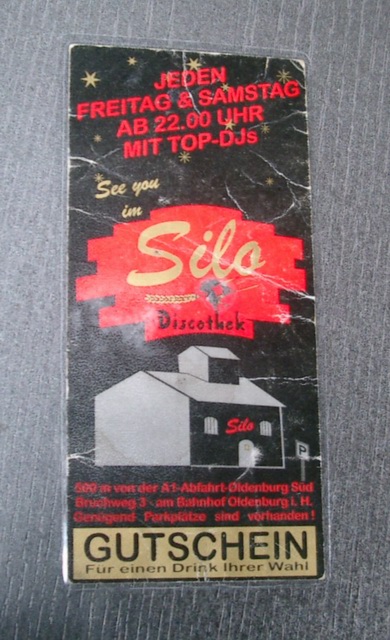 JEDEN
FREITAG & SAMSTAG
AB 22.00 UHR
MIT TOP-DJs
See you
im
Silo
Discothek
Silo
P
500 m von der A1-Abfahrt-Oldenburg Süd
Bruchweg 3 - am Bahnhof Oldenburg i. H.
Genügend Parkplätze sind vorhanden!
GUTSCHEIN
Für einen Drink Ihrer Wahl